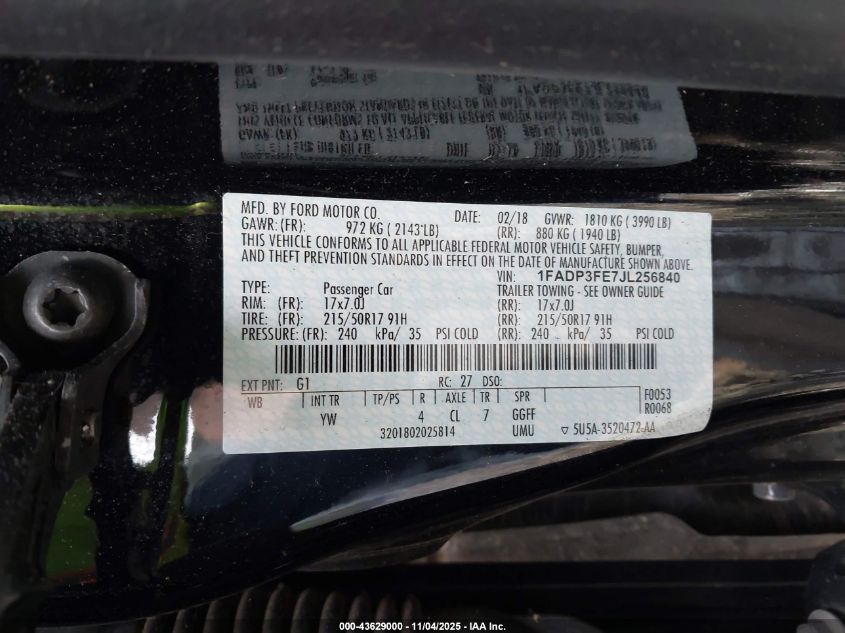 MFD. BY FORD MOTOR CO. DATE: 02/18 GVWR: 1810 KG ( 3990 LB)
GAWR: (FR): 972 KG ( 2143 LB) (RR): 880 KG ( 1940 LB)
THIS VEHICLE CONFORMS TO ALL APPLICABLE FEDERAL MOTOR VEHICLE SAFETY, BUMPER,
AND THEFT PREVENTION STANDARDS IN EFFECT ON THE DATE OF MANUFACTURE SHOWN ABOVE.
VIN: 1FADP3FE7JL256840
TYPE: Passenger Car TRAILER TOWING - SEE OWNER GUIDE
RIM: (FR): 17x7.0J (RR): 17x7.0J
TIRE: (FR): 215/50R17 91H (RR): 215/50R17 91H
PRESSURE: (FR): 240 kPa/ 35 PSI COLD (RR): 240 kPa/ 35 PSI COLD
EXT PNT: G1 RC: 27 DSO:
WB INT TR TP/PS R AXLE TR SPR F0053
R0068
YW 4 CL 7 GGFF
3201802025814 UMU ▽ 5U5A-3520472-AA
000-43629000 - 11/04/2025 - IAA Inc.